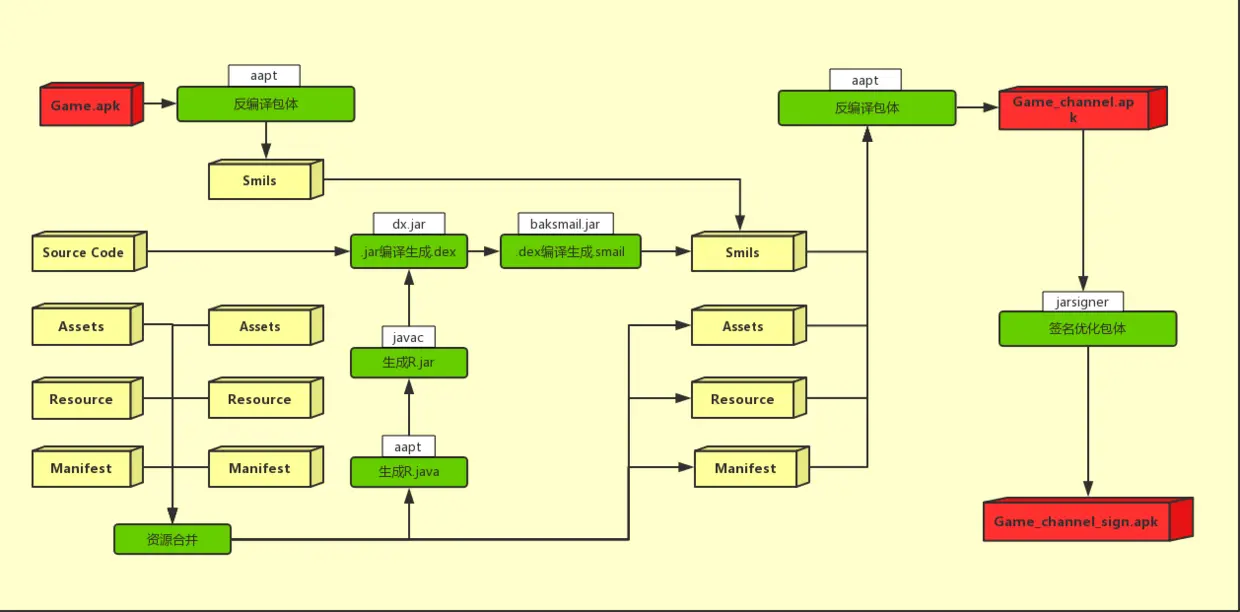 aapt
Game.apk
反编译包体
Smils
aapt
反编译包体
Game_channel.ap
k
dx.jar
baksmail.jar
Source Code
.jar编译生成.dex
.dex编译生成.smail
Smils
Assets
Assets
javac
生成R.jar
Assets
jarsigner
签名优化包体
Resource
Resource
Resource
aapt
Manifest
Manifest
生成R.java
Manifest
资源合并
Game_channel_sign.apk